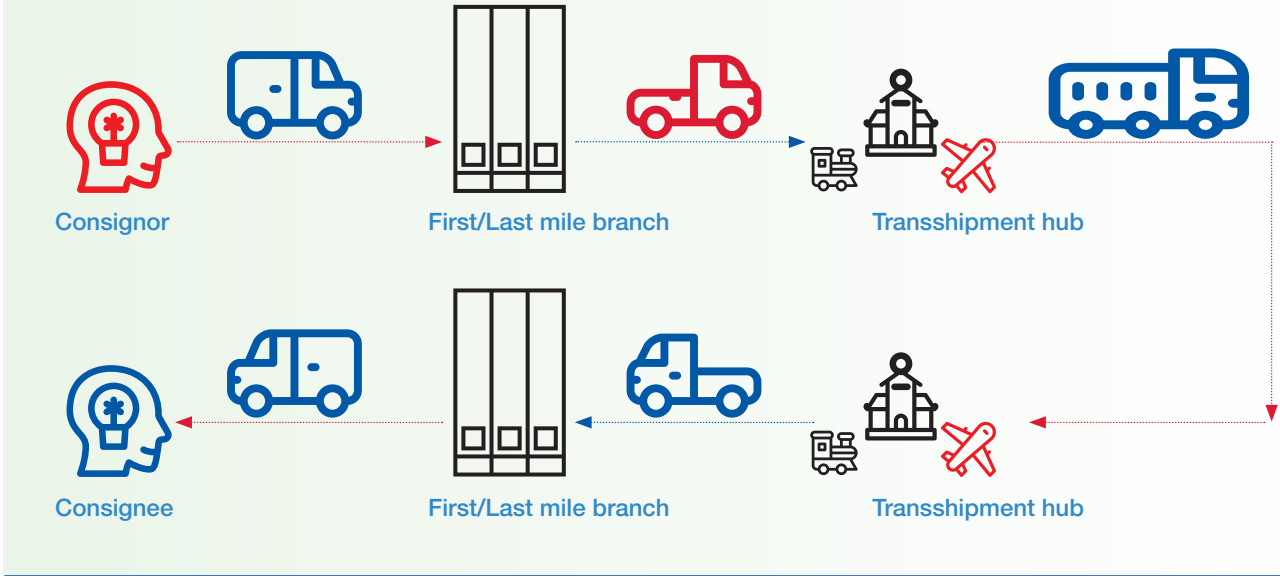 Consignor
First/Last mile branch
Transshipment hub
Consignee
First/Last mile branch
Transshipment hub